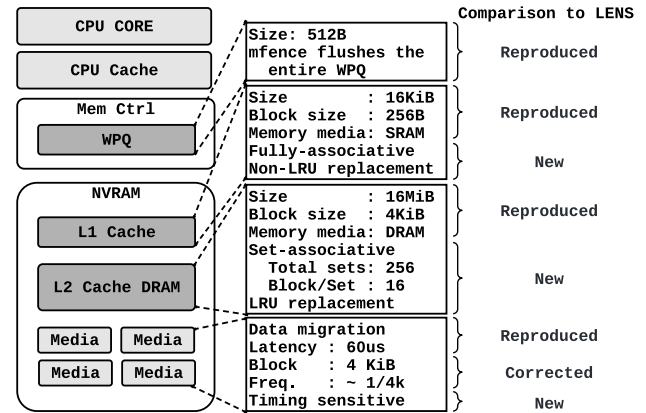 Comparison to LENS
CPU CORE
CPU Cache
Mem Ctrl
WPQ
NVRAM
L1 Cache
L2 Cache DRAM
Media
Media
Media
Media
Size: 512B
mfence flushes the
entire WPQ
Reproduced
Size : 16KiB
Block size : 256B
Memory media: SRAM
Reproduced
Fully-associative
Non-LRU replacement
New
Size : 16MiB
Block size : 4KiB
Memory media: DRAM
Reproduced
Set-associative
Total sets: 256
Block/Set : 16
LRU replacement
New
Data migration
Latency : 60us
Reproduced
Block : 4 KiB
Freq. : ~ 1/4k
Corrected
Timing sensitive
New